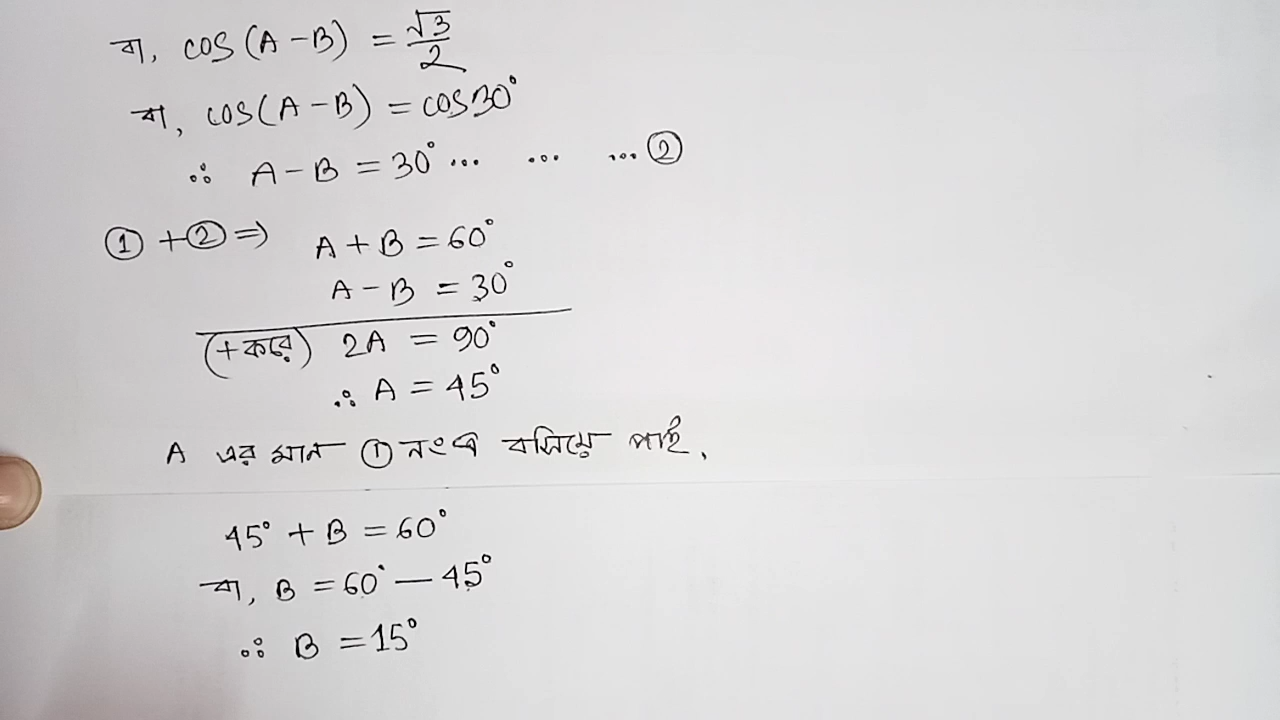 বা, cos(A-B) = √3/2
বা, cos(A-B) = cos30°
∴ A-B = 30° ... ... ... ②
① + ② ⇒ A+B = 60°
A-B = 30°
(+করে) 2A = 90°
∴ A = 45°
A এর মান ① নংএ বসিয়ে পাই,
45° + B = 60°
বা, B = 60° - 45°
∴ B = 15°